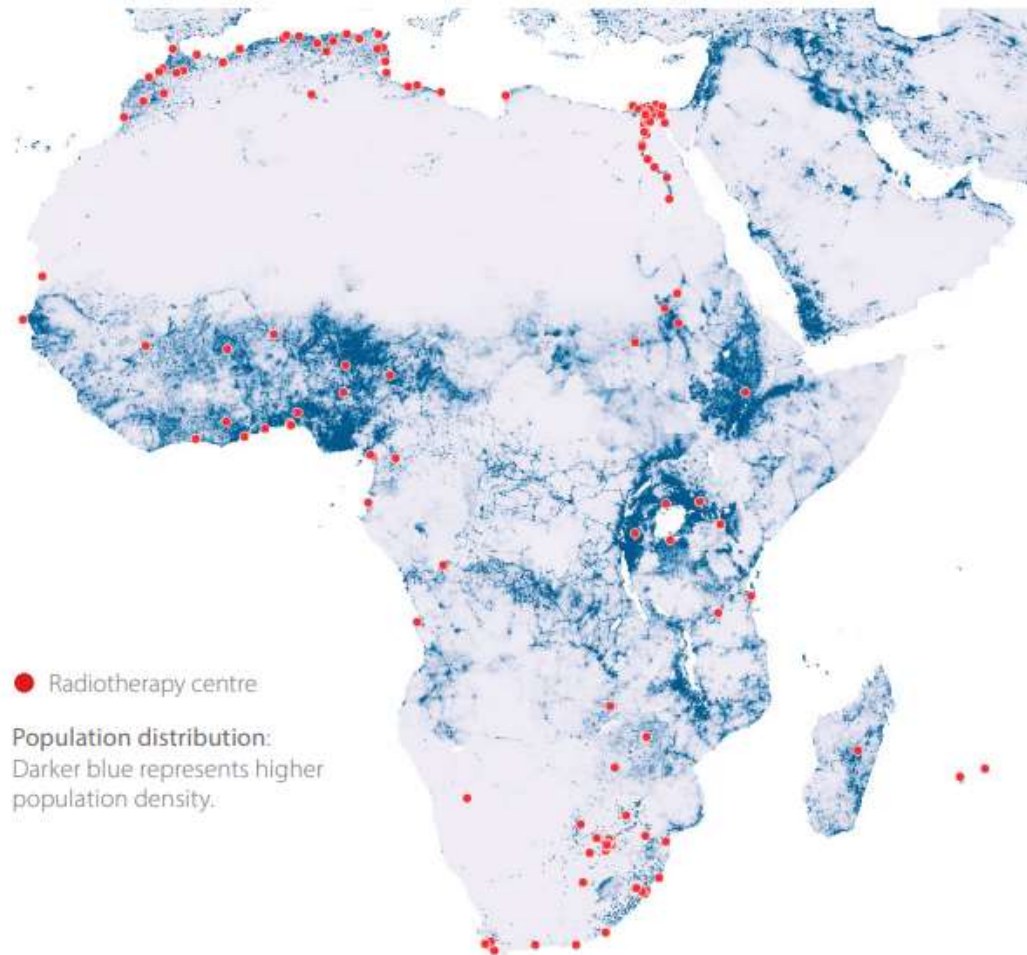 Radiotherapy centre
Population distribution:
Darker blue represents higher
population density.